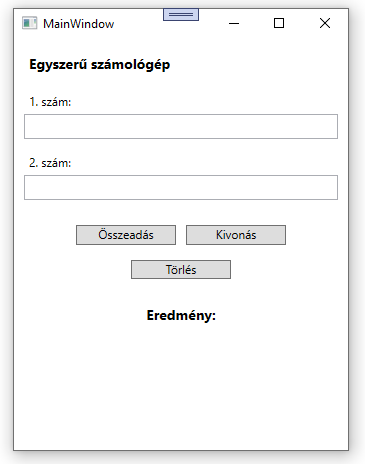 MainWindow
Egyszerű számológép
1. szám:
2. szám:
Összeadás Kivonás
Törlés
Eredmény: